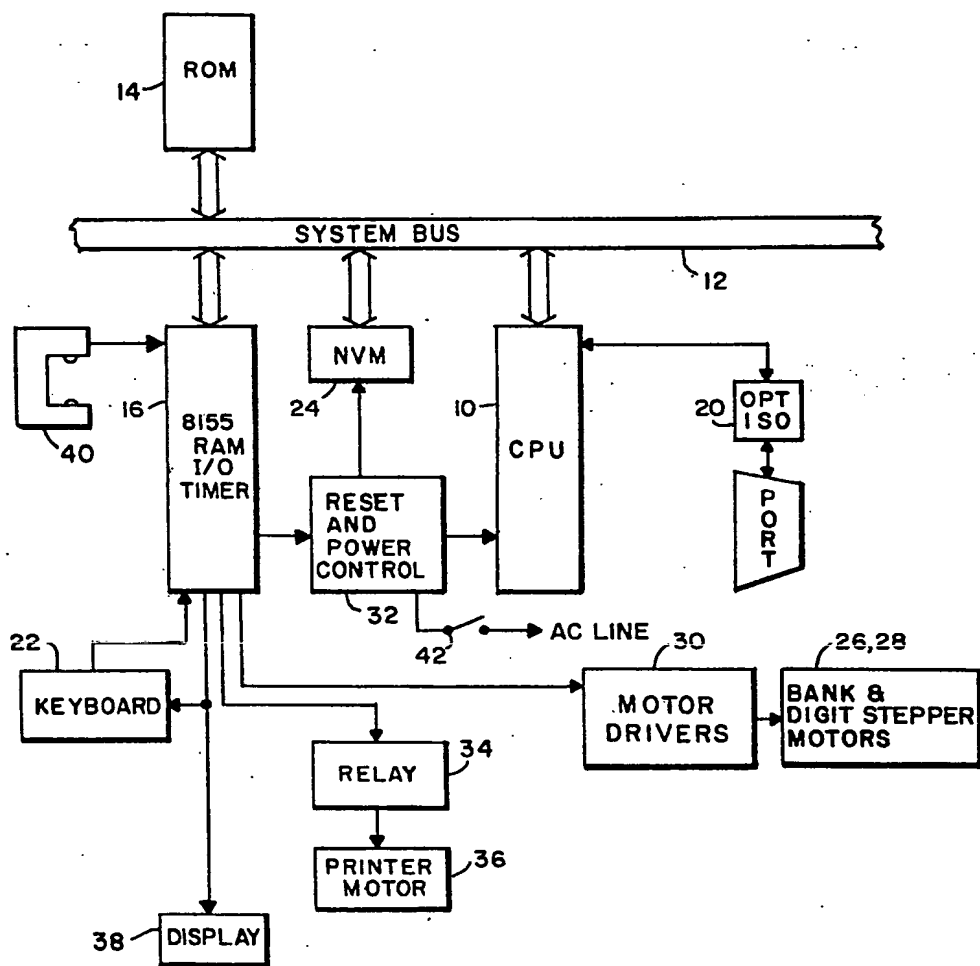 ROM
14
SYSTEM BUS
12
40
16
8155
RAM
I/O
TIMER
NVM
24
10
CPU
20
OPT
ISO
PORT
RESET
AND
POWER
CONTROL
32
42
AC LINE
22
KEYBOARD
30
MOTOR
DRIVERS
26,28
BANK &
DIGIT STEPPER
MOTORS
RELAY
34
PRINTER
MOTOR
36
38
DISPLAY